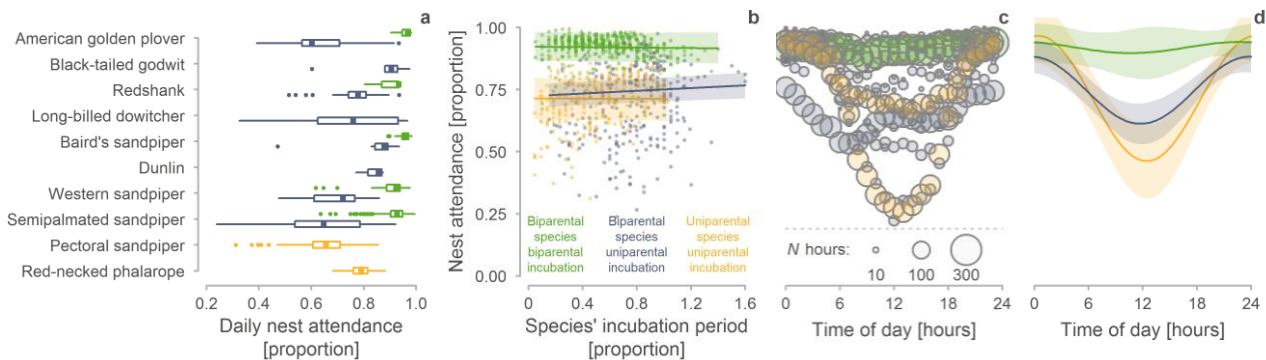 a
American golden plover
Black-tailed godwit
Redshank
Long-billed dowitcher
Baird's sandpiper
Dunlin
Western sandpiper
Semipalmated sandpiper
Pectoral sandpiper
Red-necked phalarope
0.2 0.4 0.6 0.8 1.0
Daily nest attendance
[proportion]
b
Nest attendance [proportion]
1.00
0.75
0.50
0.25
0.00
Biparental species biparental incubation
Biparental species uniparental incubation
Uniparental species uniparental incubation
0.0 0.4 0.8 1.2 1.6
Species' incubation period
[proportion]
c
N hours:
10 100 300
0 6 12 18 24
Time of day [hours]
d
0 6 12 18 24
Time of day [hours]